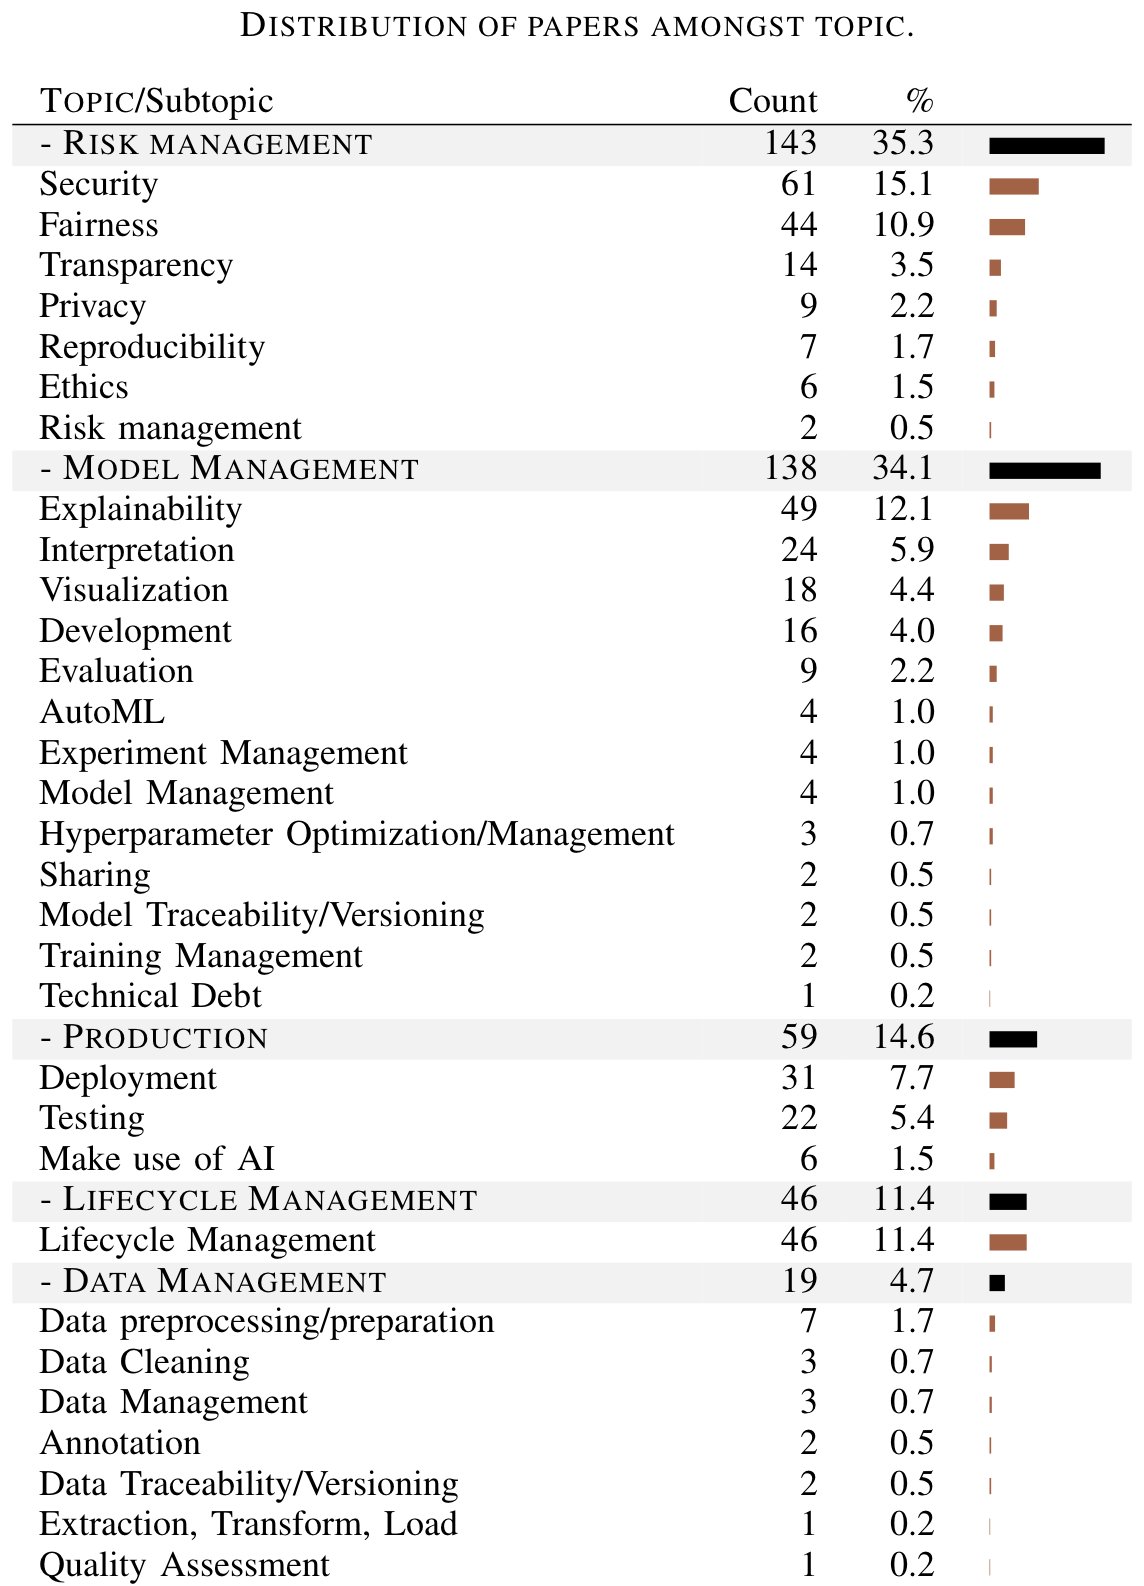 DISTRIBUTION OF PAPERS AMONGST TOPIC.
TOPIC/Subtopic Count %
- RISK MANAGEMENT 143 35.3
Security 61 15.1
Fairness 44 10.9
Transparency 14 3.5
Privacy 9 2.2
Reproducibility 7 1.7
Ethics 6 1.5
Risk management 2 0.5
- MODEL MANAGEMENT 138 34.1
Explainability 49 12.1
Interpretation 24 5.9
Visualization 18 4.4
Development 16 4.0
Evaluation 9 2.2
AutoML 4 1.0
Experiment Management 4 1.0
Model Management 4 1.0
Hyperparameter Optimization/Management 3 0.7
Sharing 2 0.5
Model Traceability/Versioning 2 0.5
Training Management 2 0.5
Technical Debt 1 0.2
- PRODUCTION 59 14.6
Deployment 31 7.7
Testing 22 5.4
Make use of AI 6 1.5
- LIFECYCLE MANAGEMENT 46 11.4
Lifecycle Management 46 11.4
- DATA MANAGEMENT 19 4.7
Data preprocessing/preparation 7 1.7
Data Cleaning 3 0.7
Data Management 3 0.7
Annotation 2 0.5
Data Traceability/Versioning 2 0.5
Extraction, Transform, Load 1 0.2
Quality Assessment 1 0.2